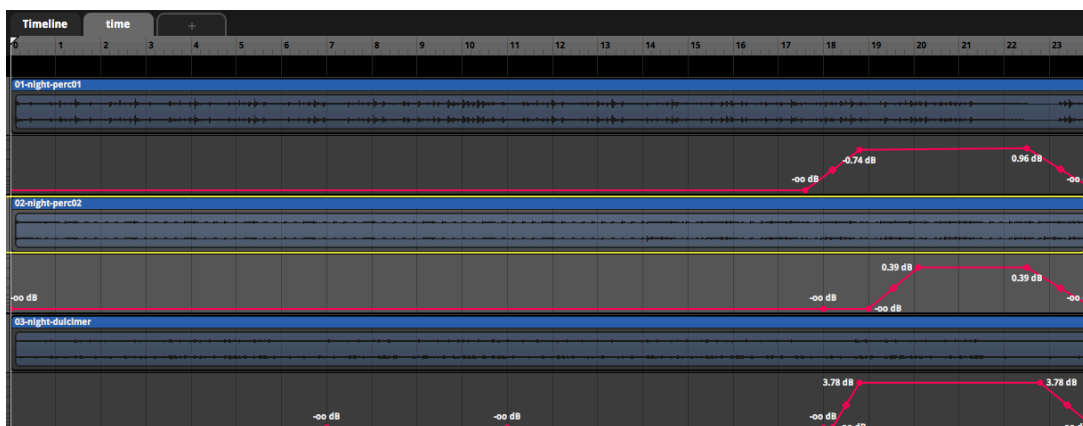 Timeline time +
0 1 2 3 4 5 6 7 8 9 10 11 12 13 14 15 16 17 18 19 20 21 22 23
01-night-perc01
-0.74 dB 0.96 dB
-oo dB -oo
02-night-perc02
0.39 dB
0.39 dB
-oo dB -oo dB -oo
-oo dB
03-night-dulcimer
3.78 dB 3.78 dB
-oo dB -oo dB -oo dB